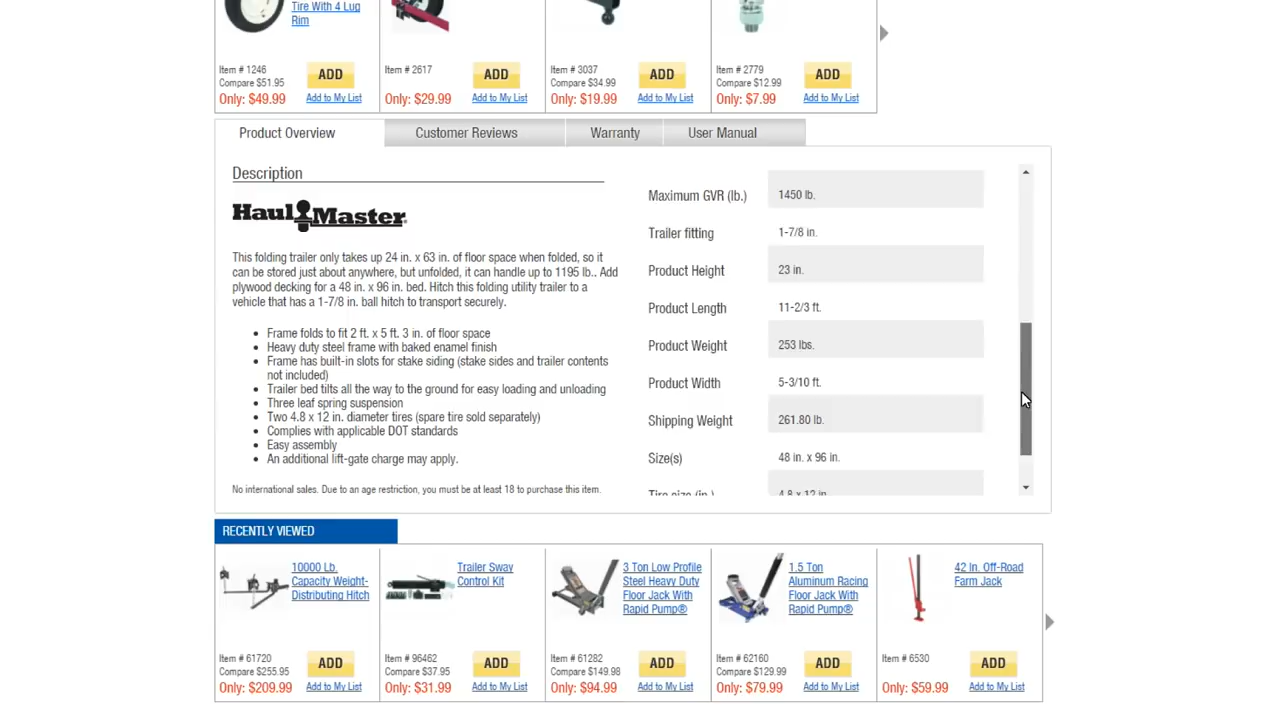 Tire With 4 Lug
Rim
Item # 1246
Compare $51.95
Only: $49.99
ADD
Add to My List
Item # 2617
Only: $29.99
ADD
Add to My List
Item # 3037
Compare $34.99
Only: $19.99
ADD
Add to My List
Item # 2779
Compare $12.99
Only: $7.99
ADD
Add to My List
Product Overview
Customer Reviews
Warranty
User Manual
Description
Haul Master
This folding trailer only takes up 24 in. x 63 in. of floor space when folded, so it
can be stored just about anywhere, but unfolded, it can handle up to 1195 lb.. Add
plywood decking for a 48 in. x 96 in. bed. Hitch this folding utility trailer to a
vehicle that has a 1-7/8 in. ball hitch to transport securely.
• Frame folds to fit 2 ft. x 5 ft. 3 in. of floor space
• Heavy duty steel frame with baked enamel finish
• Frame has built-in slots for stake siding (stake sides and trailer contents
not included)
• Trailer bed tilts all the way to the ground for easy loading and unloading
• Three leaf spring suspension
• Two 4.8 x 12 in. diameter tires (spare tire sold separately)
• Complies with applicable DOT standards
• Easy assembly
• An additional lift-gate charge may apply.
No international sales. Due to an age restriction, you must be at least 18 to purchase this item.
Maximum GVR (lb.) 1450 lb.
Trailer fitting 1-7/8 in.
Product Height 23 in.
Product Length 11-2/3 ft.
Product Weight 253 lbs.
Product Width 5-3/10 ft.
Shipping Weight 261.80 lb.
Size(s) 48 in. x 96 in.
Tire size (in.) 4.8 x 12 in.
RECENTLY VIEWED
10000 Lb.
Capacity Weight-
Distributing Hitch
Item # 61720
Compare $255.95
Only: $209.99
ADD
Add to My List
Trailer Sway
Control Kit
Item # 96462
Compare $37.95
Only: $31.99
ADD
Add to My List
3 Ton Low Profile
Steel Heavy Duty
Floor Jack With
Rapid Pump®
Item # 61282
Compare $149.98
Only: $94.99
ADD
Add to My List
1.5 Ton
Aluminum Racing
Floor Jack With
Rapid Pump®
Item # 62160
Compare $129.99
Only: $79.99
ADD
Add to My List
42 In. Off-Road
Farm Jack
Item # 6530
Only: $59.99
ADD
Add to My List